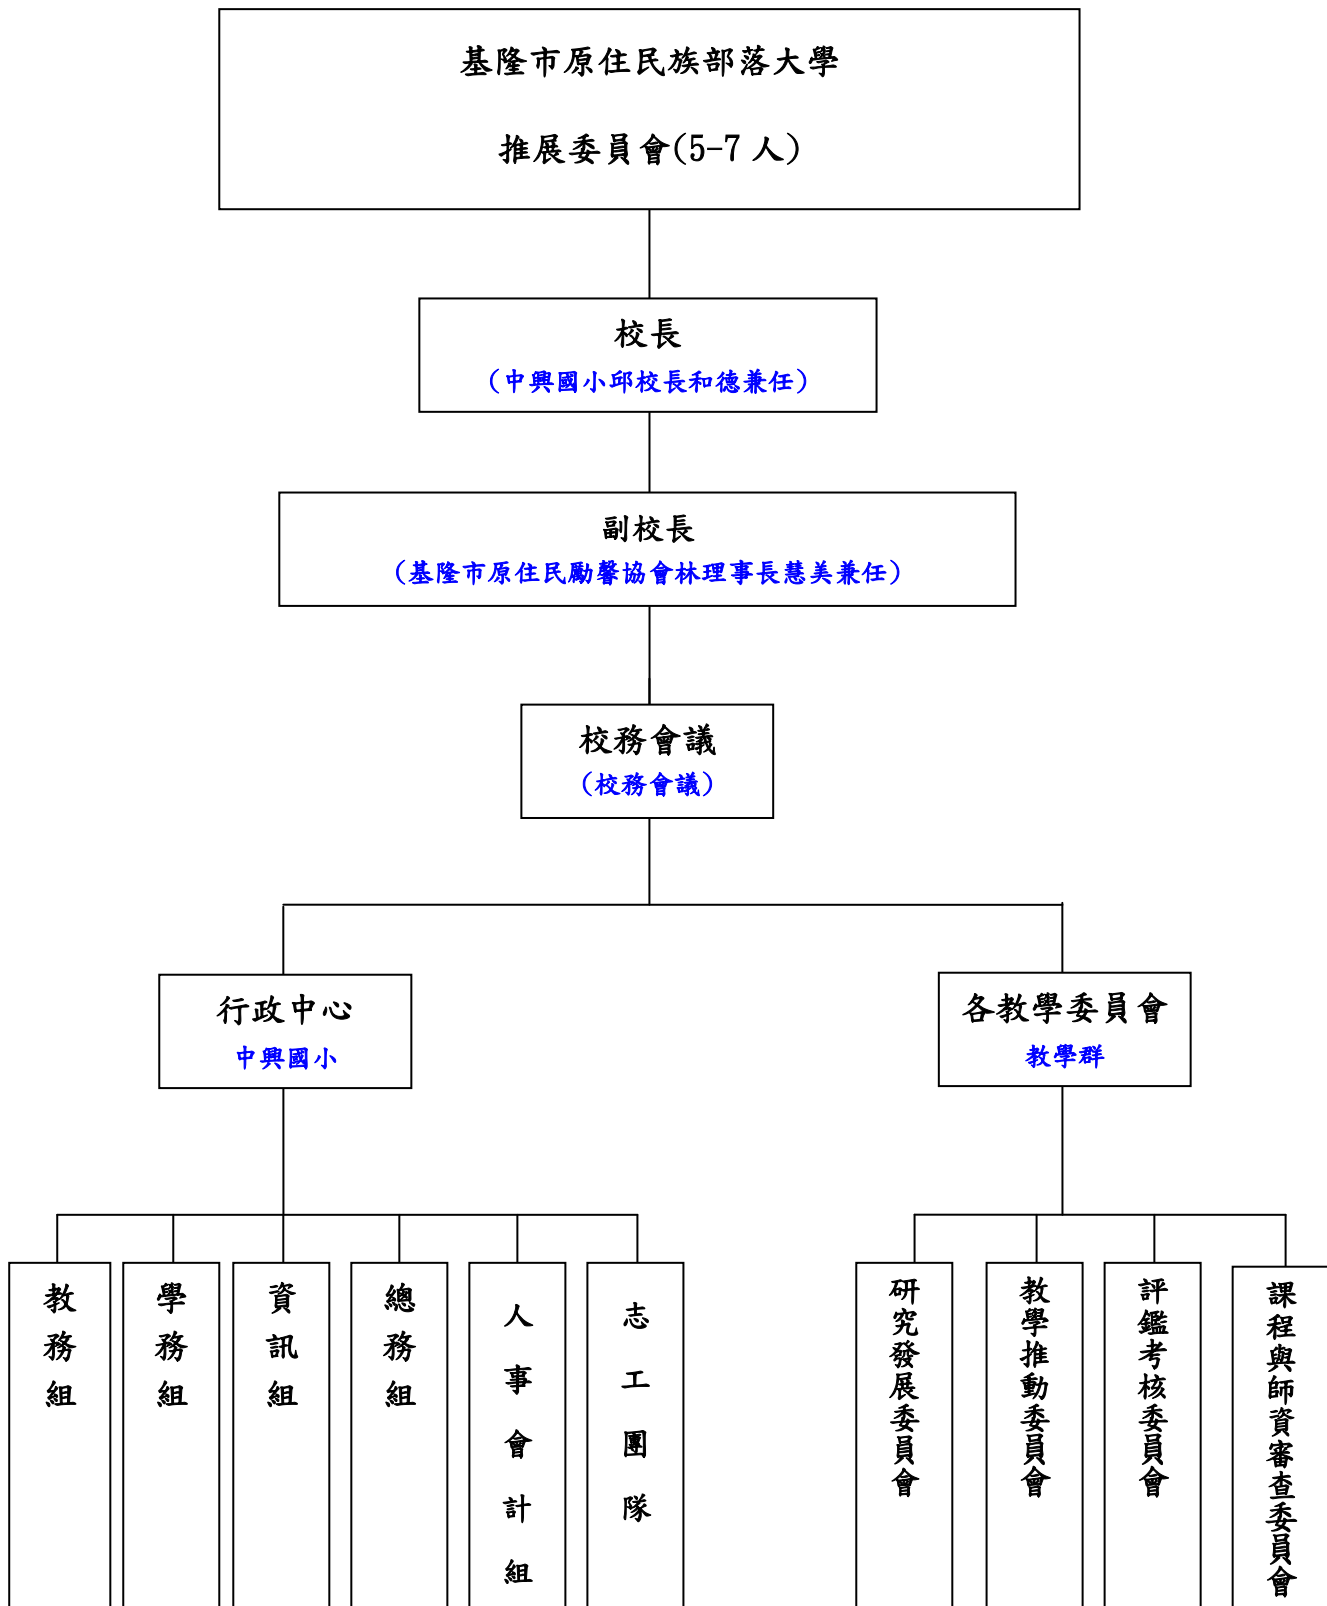 基隆市原住民族部落大學
推展委員會(5-7人)
校長
(中興國小邱校長和德兼任)
副校長
(基隆市原住民勵馨協會林理事長慧美兼任)
校務會議
(校務會議)
行政中心
中興國小
各教學委員會
教學群
教務組
學務組
資訊組
總務組
人事會計組
志工團隊
研究發展委員會
教學推動委員會
評鑑考核委員會
課程與師資審查委員會